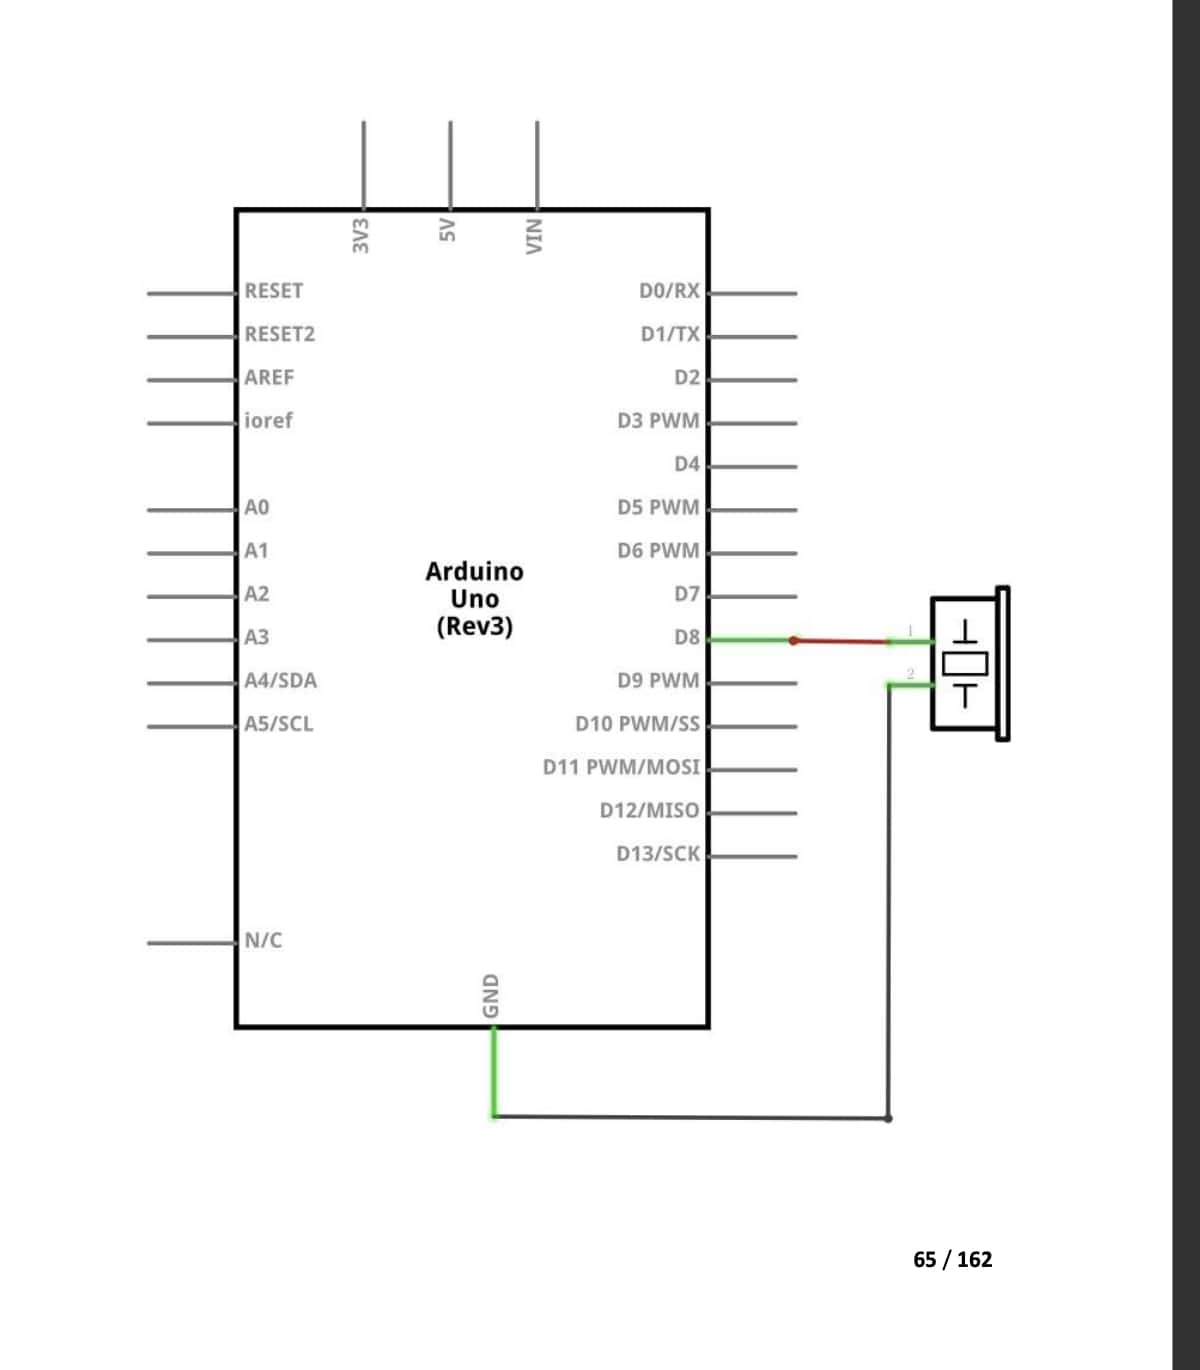 3V3
5V
VIN
RESET
RESET2
AREF
ioref
A0
A1
A2
A3
A4/SDA
A5/SCL
N/C
Arduino
Uno
(Rev3)
D0/RX
D1/TX
D2
D3 PWM
D4
D5 PWM
D6 PWM
D7
D8
D9 PWM
D10 PWM/SS
D11 PWM/MOSI
D12/MISO
D13/SCK
GND
1
2
65 / 162